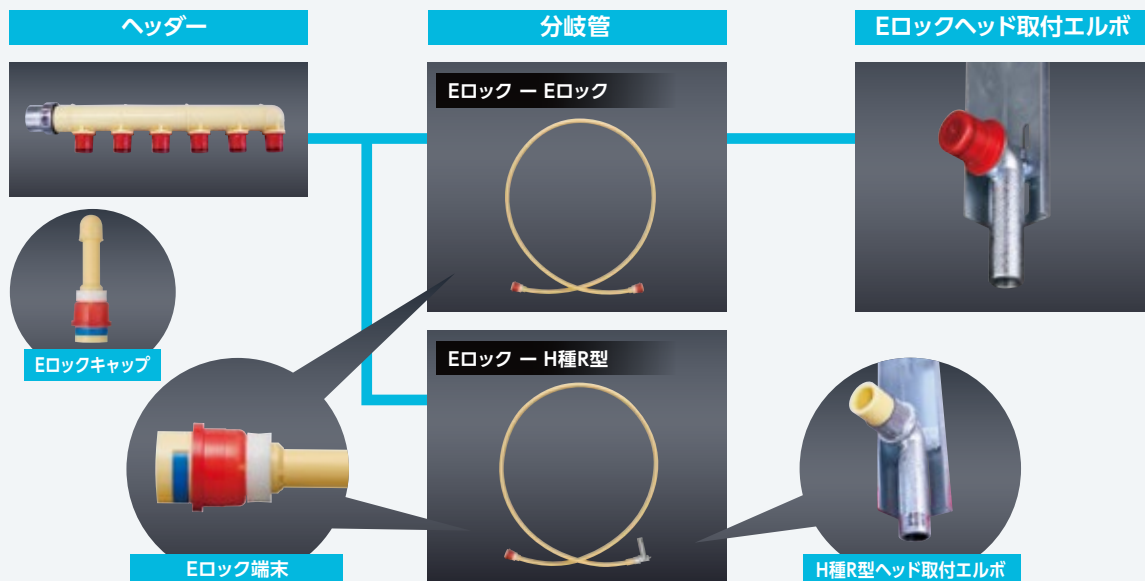 ヘッダー
分岐管
Eロックヘッド取付エルボ
Eロック ー Eロック
Eロックキャップ
Eロック ー H種R型
Eロック端末
H種R型ヘッド取付エルボ